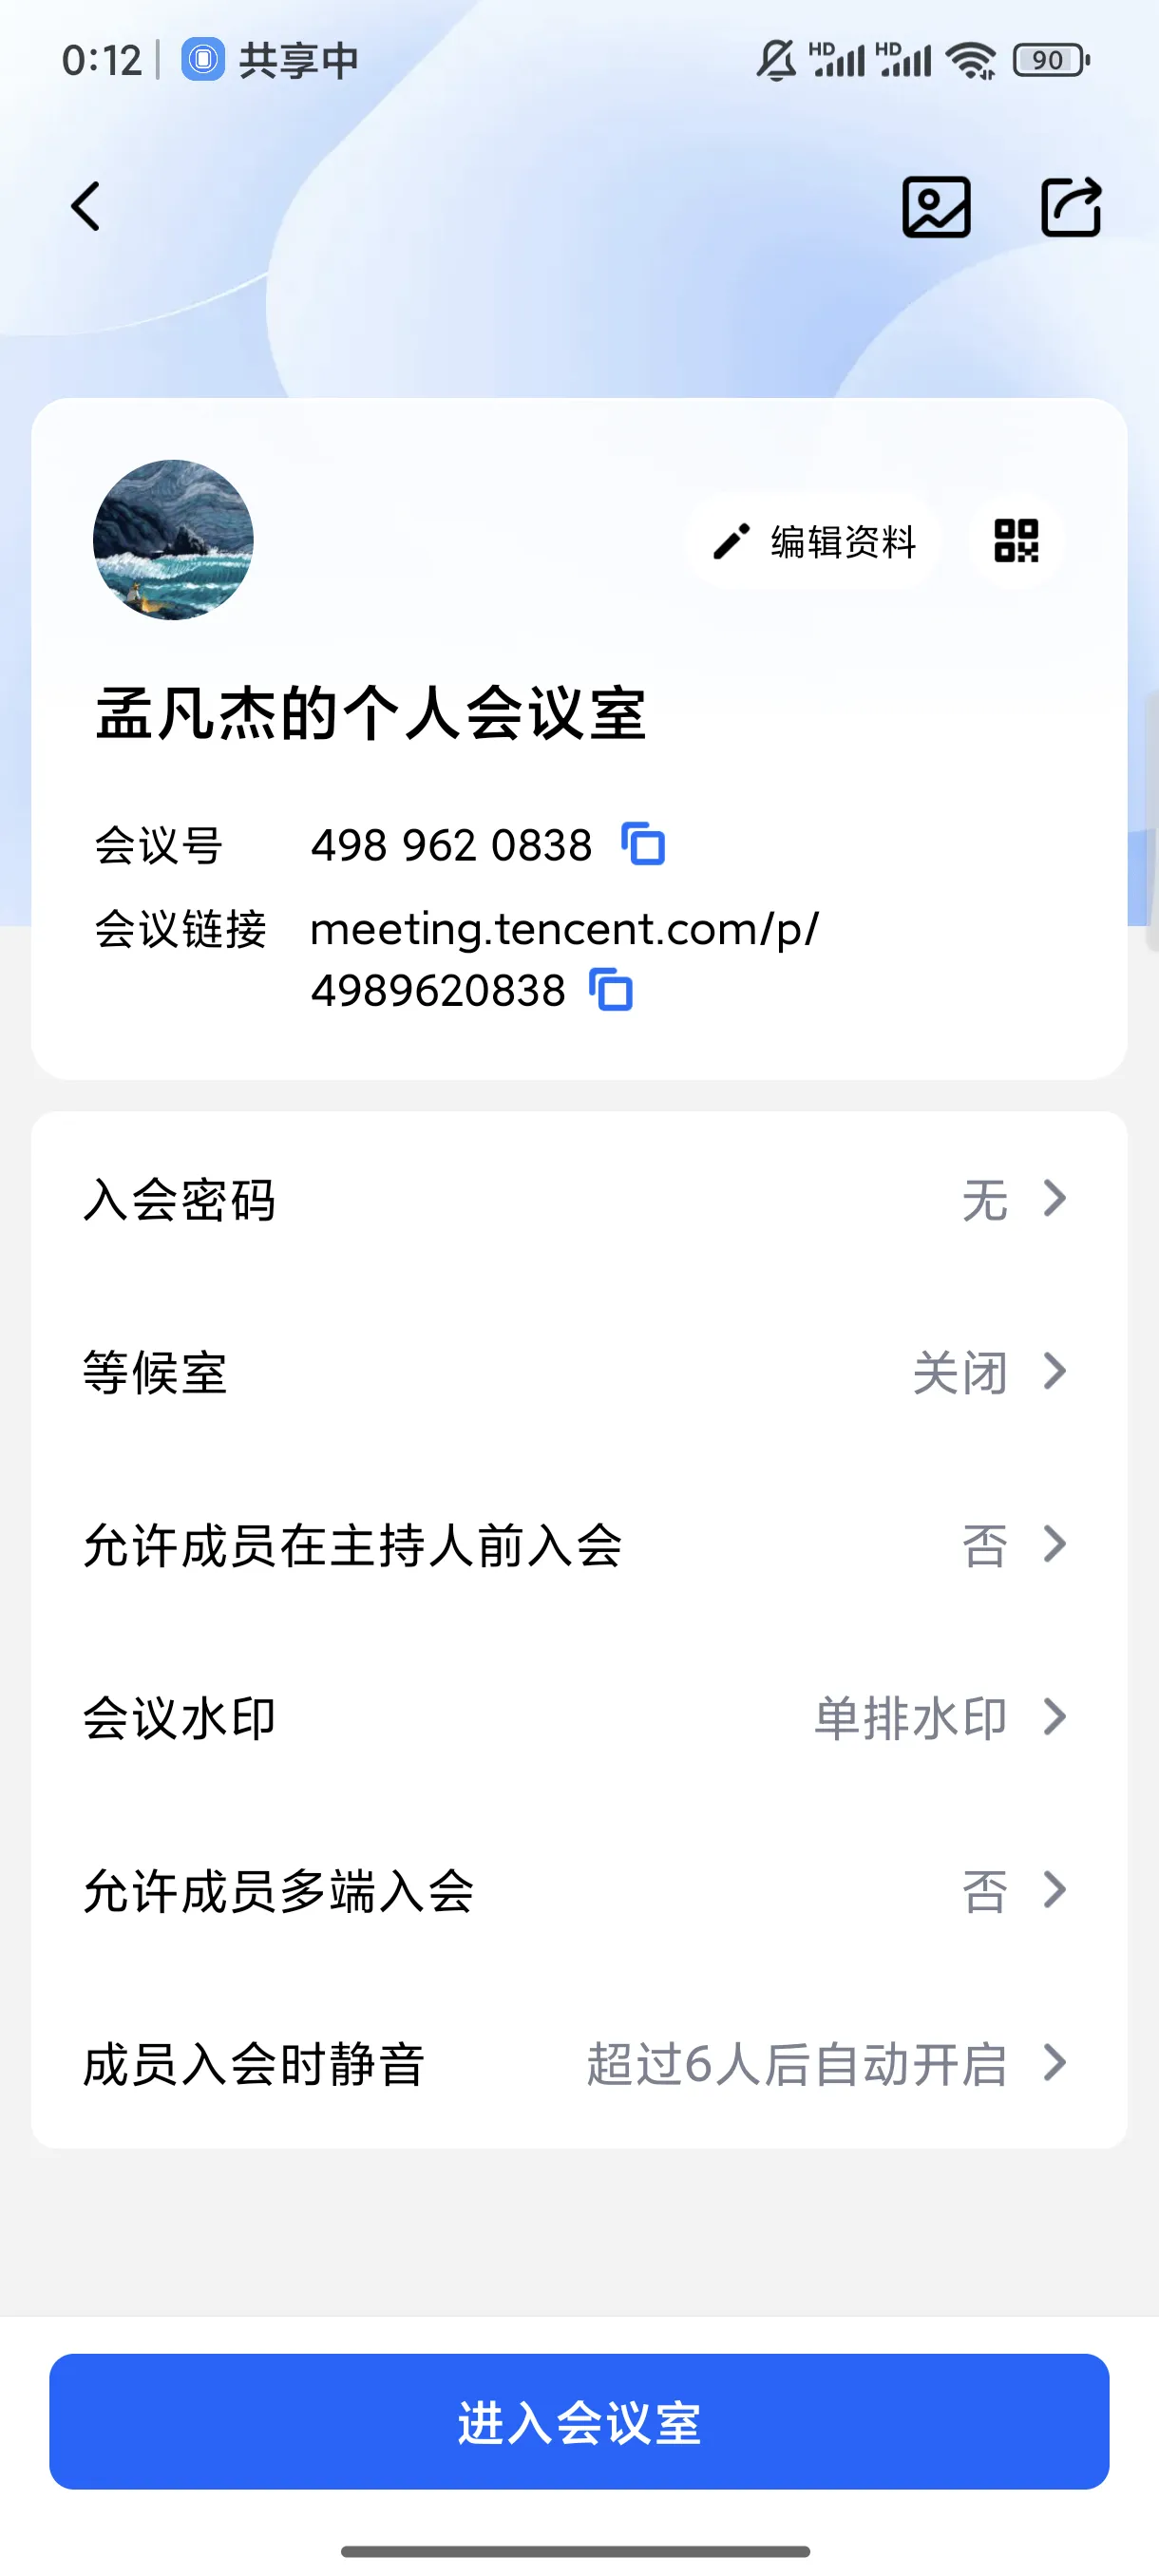 0:12 共享中 HD HD 90
编辑资料
孟凡杰的个人会议室
会议号 498 962 0838
会议链接 meeting.tencent.com/p/
4989620838
入会密码 无
等候室 关闭
允许成员在主持人前入会 否
会议水印 单排水印
允许成员多端入会 否
成员入会时静音 超过6人后自动开启
进入会议室